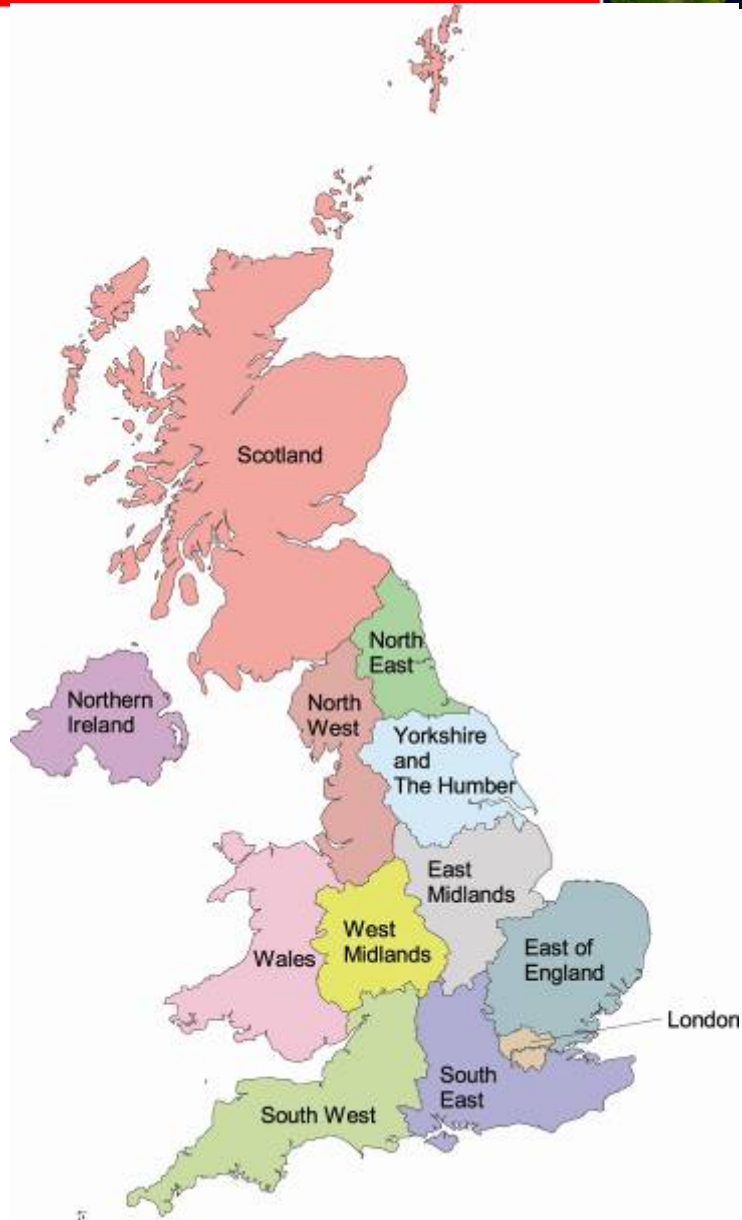 Scotland
North
East
Northern
Ireland
North
West
Yorkshire
and
The Humber
East
Midlands
West
Midlands
Wales
East of
England
London
South
East
South West